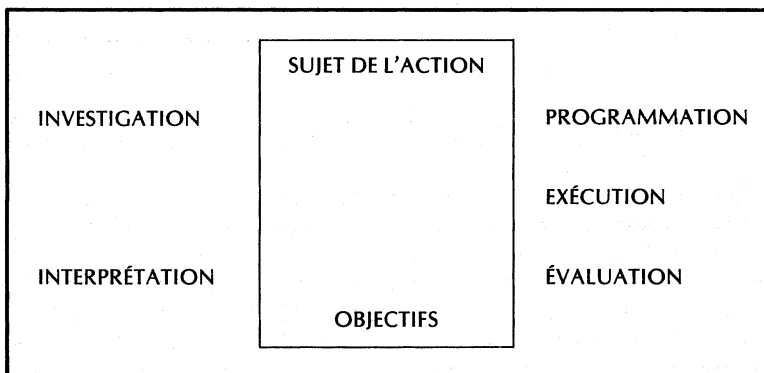 SUJET DE L'ACTION
INVESTIGATION
PROGRAMMATION
EXÉCUTION
INTERPRÉTATION
ÉVALUATION
OBJECTIFS